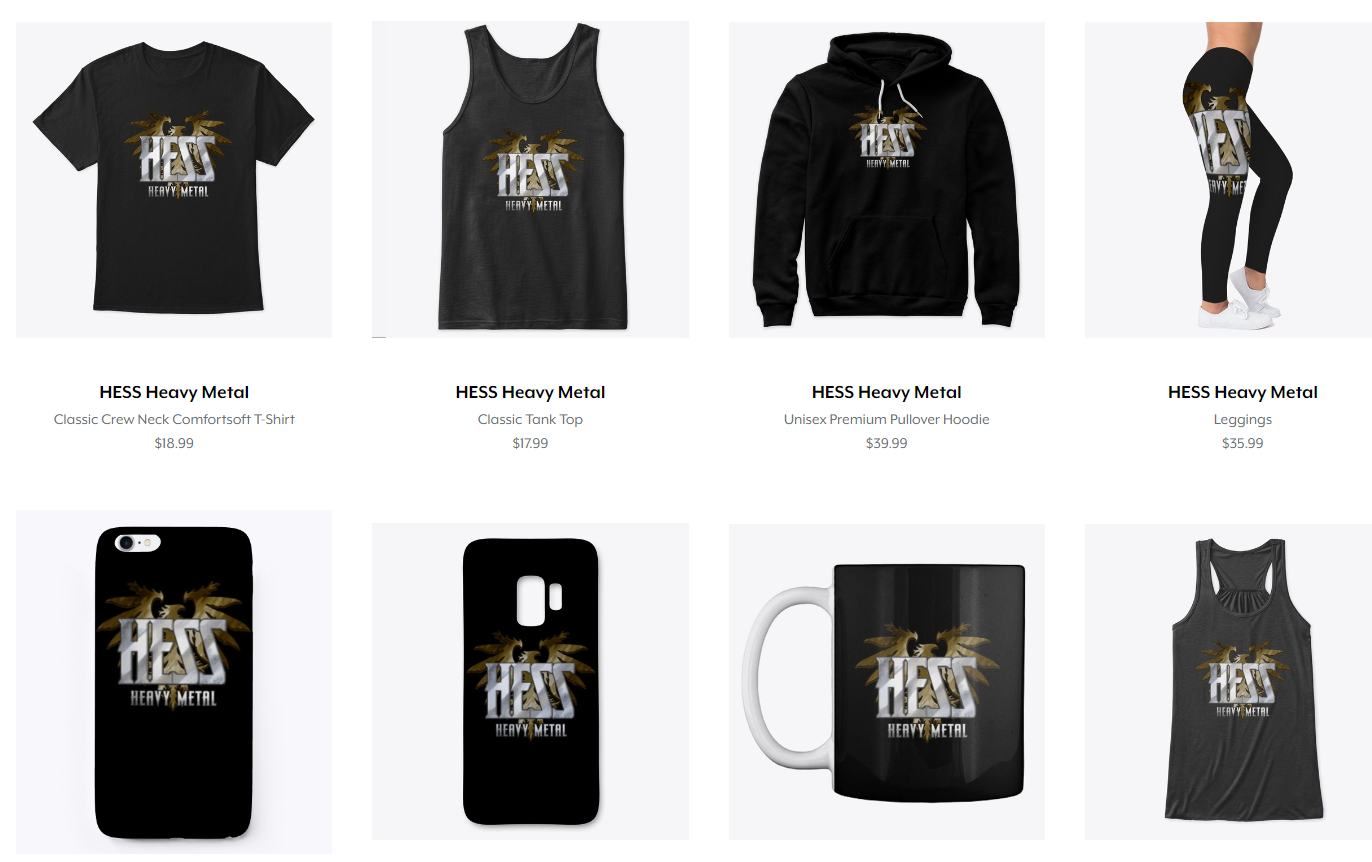 HESS
HEAVY METAL
HESS
HEAVY METAL
HESS
HEAVY METAL
HESS
HEAVY ME
HESS Heavy Metal
Classic Crew Neck Comfortsoft T-Shirt
$18.99
HESS Heavy Metal
Classic Tank Top
$17.99
HESS Heavy Metal
Unisex Premium Pullover Hoodie
$39.99
HESS Heavy Metal
Leggings
$35.99
HESS
HEAVY METAL
HESS
HEAVY METAL
HESS
HEAVY METAL
HESS
HEAVY METAL